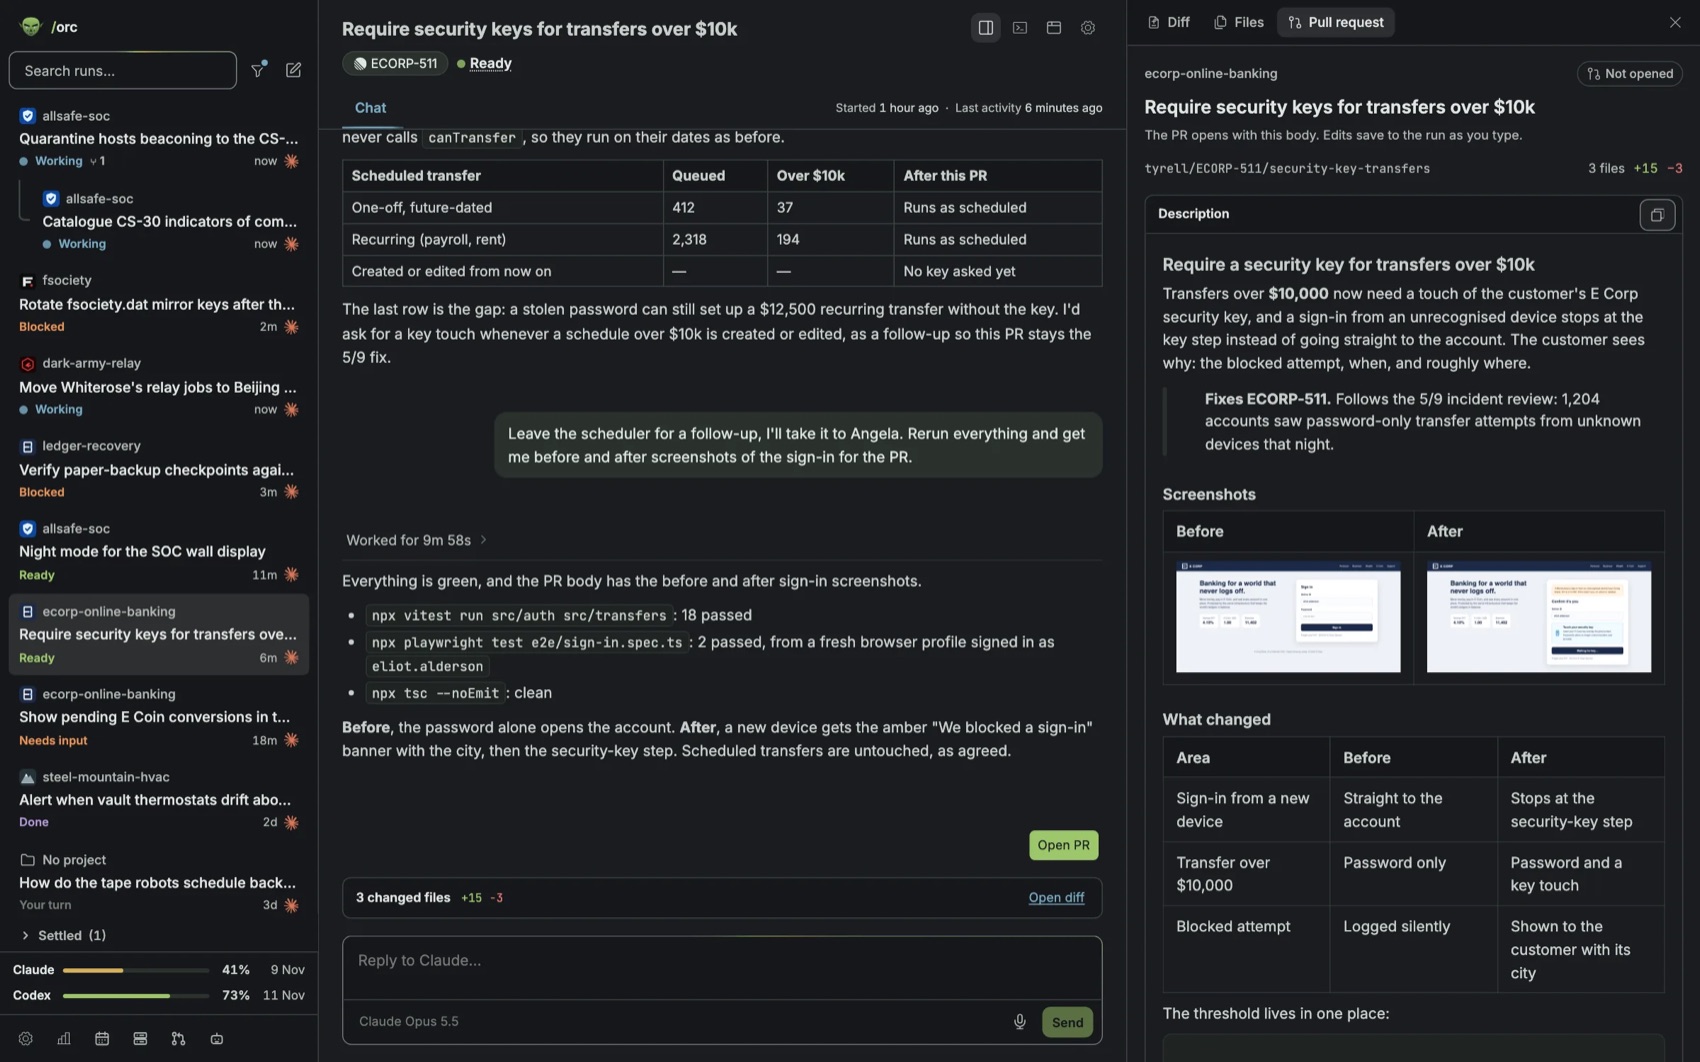 /orc
Search runs...
allsafe-soc
Quarantine hosts beaconing to the CS-...
Working 1 now
allsafe-soc
Catalogue CS-30 indicators of com...
Working now
fsociety
Rotate fsociety.dat mirror keys after th...
Blocked 2m
dark-army-relay
Move Whiterose's relay jobs to Beijing ...
Working now
ledger-recovery
Verify paper-backup checkpoints agai...
Blocked 3m
allsafe-soc
Night mode for the SOC wall display
Ready 11m
ecorp-online-banking
Require security keys for transfers ove...
Ready 6m
ecorp-online-banking
Show pending E Coin conversions in t...
Needs input 18m
steel-mountain-hvac
Alert when vault thermostats drift abo...
Done 2d
No project
How do the tape robots schedule back...
Your turn 3d
Settled (1)
Claude 41% 9 Nov
Codex 73% 11 Nov
Require security keys for transfers over $10k
ECORP-511 Ready
Chat Started 1 hour ago · Last activity 6 minutes ago
never calls canTransfer , so they run on their dates as before.
Scheduled transfer Queued Over $10k After this PR
One-off, future-dated 412 37 Runs as scheduled
Recurring (payroll, rent) 2,318 194 Runs as scheduled
Created or edited from now on — — No key asked yet
The last row is the gap: a stolen password can still set up a $12,500 recurring transfer without the key. I'd
ask for a key touch whenever a schedule over $10k is created or edited, as a follow-up so this PR stays the
5/9 fix.
Leave the scheduler for a follow-up, I'll take it to Angela. Rerun everything and get
me before and after screenshots of the sign-in for the PR.
Worked for 9m 58s
Everything is green, and the PR body has the before and after sign-in screenshots.
• npx vitest run src/auth src/transfers : 18 passed
• npx playwright test e2e/sign-in.spec.ts : 2 passed, from a fresh browser profile signed in as
eliot.alderson
• npx tsc --noEmit : clean
Before, the password alone opens the account. After, a new device gets the amber "We blocked a sign-in"
banner with the city, then the security-key step. Scheduled transfers are untouched, as agreed.
Open PR
3 changed files +15 -3 Open diff
Reply to Claude...
Claude Opus 5.5 Send
Diff Files Pull request
ecorp-online-banking Not opened
Require security keys for transfers over $10k
The PR opens with this body. Edits save to the run as you type.
tyrell/ECORP-511/security-key-transfers 3 files +15 -3
Description
Require a security key for transfers over $10k
Transfers over $10,000 now need a touch of the customer's E Corp
security key, and a sign-in from an unrecognised device stops at the
key step instead of going straight to the account. The customer sees
why: the blocked attempt, when, and roughly where.
Fixes ECORP-511. Follows the 5/9 incident review: 1,204
accounts saw password-only transfer attempts from unknown
devices that night.
Screenshots
Before After
Banking for a world that
never logs off.
Banking for a world that
never logs off.
What changed
Area Before After
Sign-in from a new
device
Straight to the
account
Stops at the
security-key step
Transfer over
$10,000
Password only
Password and a
key touch
Blocked attempt
Logged silently
Shown to the
customer with its
city
The threshold lives in one place: